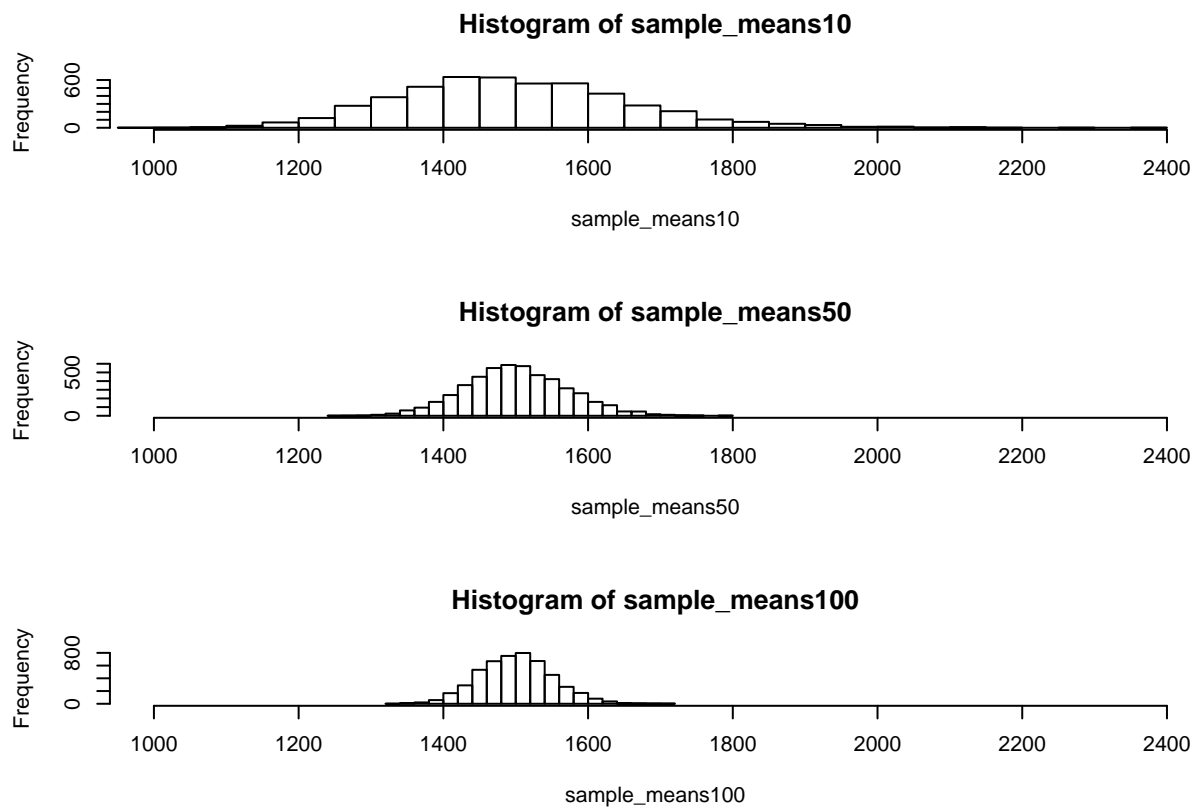 Histogram of sample_means10
Frequency
600
0
1000 1200 1400 1600 1800 2000 2200 2400
sample_means10
Histogram of sample_means50
Frequency
500
0
1000 1200 1400 1600 1800 2000 2200 2400
sample_means50
Histogram of sample_means100
Frequency
800
0
1000 1200 1400 1600 1800 2000 2200 2400
sample_means100